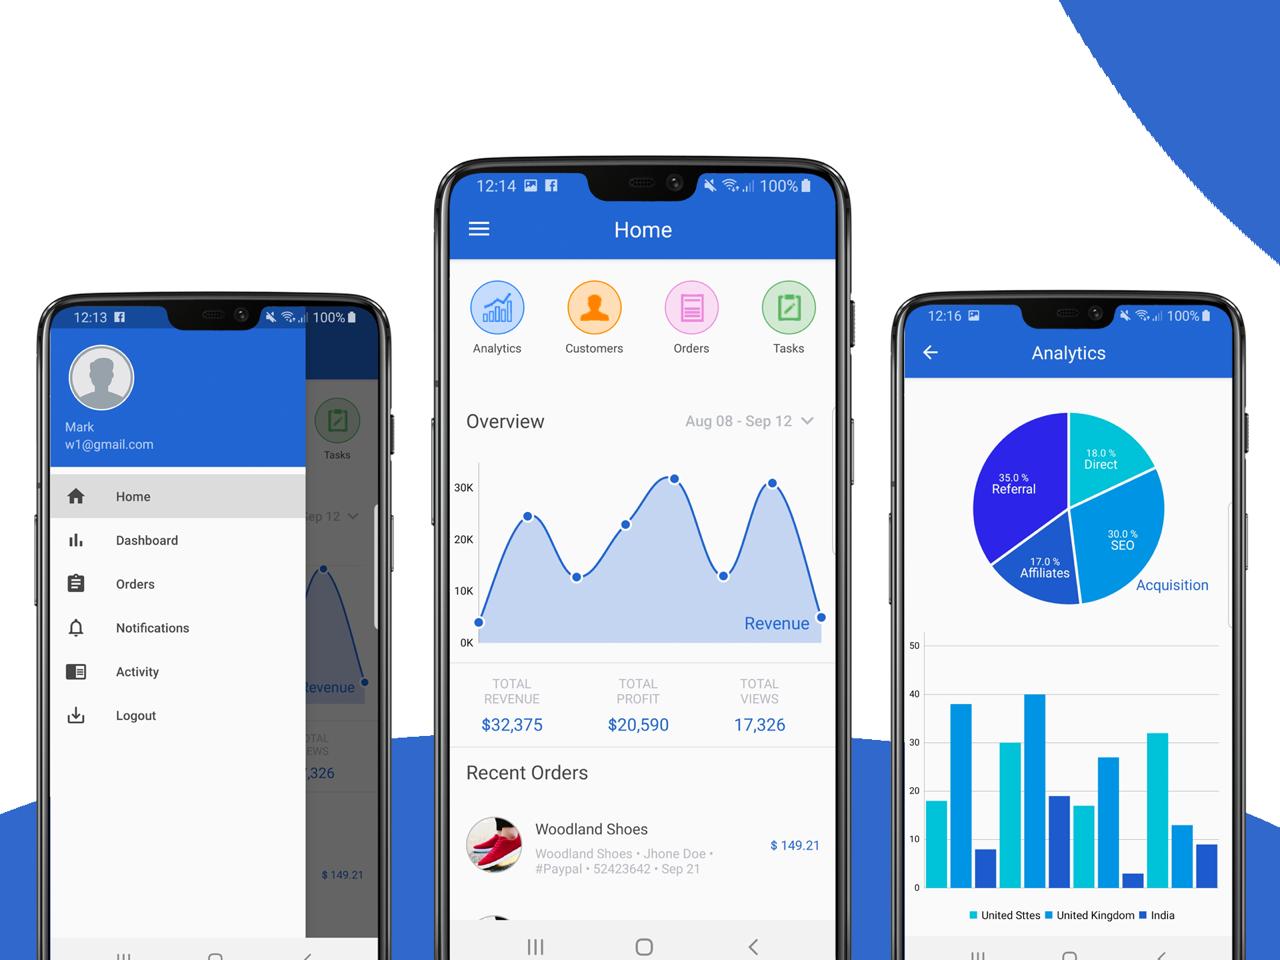 12:13
100%
Mark
w1@gmail.com
Home
Dashboard
Orders
Notifications
Activity
Logout
Tasks
Sep 12
Revenue
$ 149.21
12:14
100%
Home
Analytics
Customers
Orders
Tasks
Overview
Aug 08 - Sep 12
30K
20K
10K
0K
Revenue
TOTAL REVENUE
$32,375
TOTAL PROFIT
$20,590
TOTAL VIEWS
17,326
Recent Orders
Woodland Shoes
$ 149.21
Woodland Shoes • Jhone Doe •
#Paypal • 52423642 • Sep 21
12:16
100%
Analytics
18.0 %
Direct
35.0 %
Referral
30.0 %
SEO
17.0 %
Affiliates
Acquisition
50
40
30
20
10
0
United Sttes
United Kingdom
India